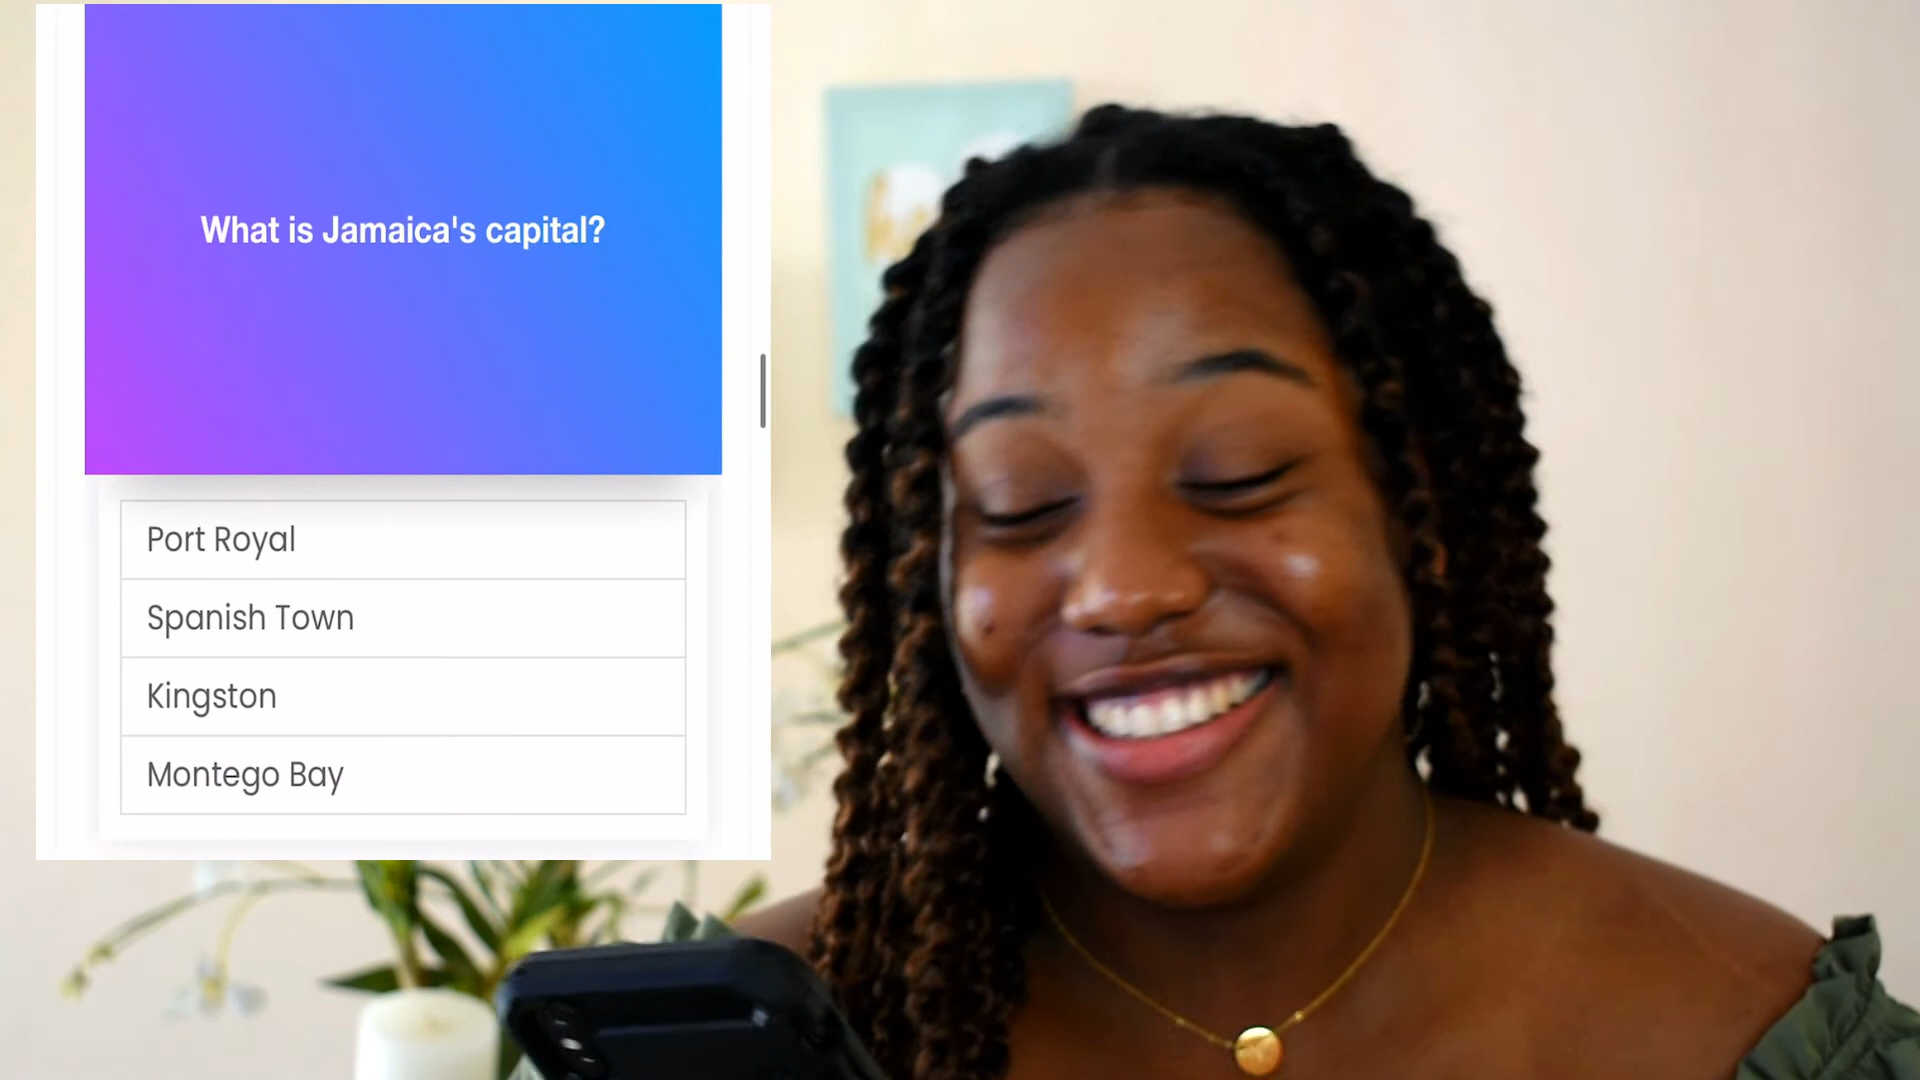 What is Jamaica's capital?
Port Royal
Spanish Town
Kingston
Montego Bay